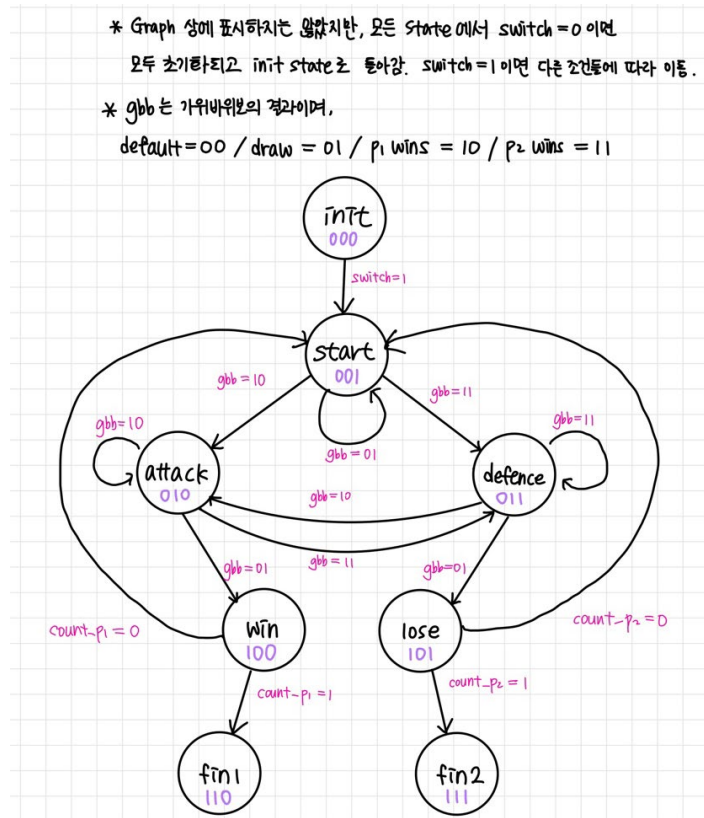 * Graph 상에 표시하지는 않았지만, 모든 state 에서 switch = 0 이면
모두 초기화되고 init state로 돌아감. switch = 1 이면 다른 조건들에 따라 이동.
* gbb 는 가위바위보의 결과이며,
default = 00 / draw = 01 / p1 wins = 10 / p2 wins = 11
init
000
switch=1
start
001
gbb = 10
gbb = 11
gbb = 01
gbb=10
gbb=11
attack
010
defence
011
gbb=10
gbb= 11
gbb=01
gbb=01
count_p1 = 0
win
100
lose
101
count_p2 = 0
count_p1 = 1
count_p2 = 1
fin1
110
fin2
111